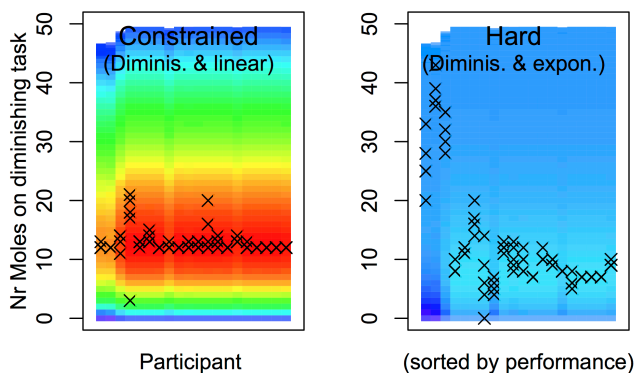 Nr Moles on diminishing task
50
40
30
20
10
0
Constrained
(Diminis. & linear)
Participant
50
40
30
20
10
0
Hard
(Diminis. & expon.)
(sorted by performance)